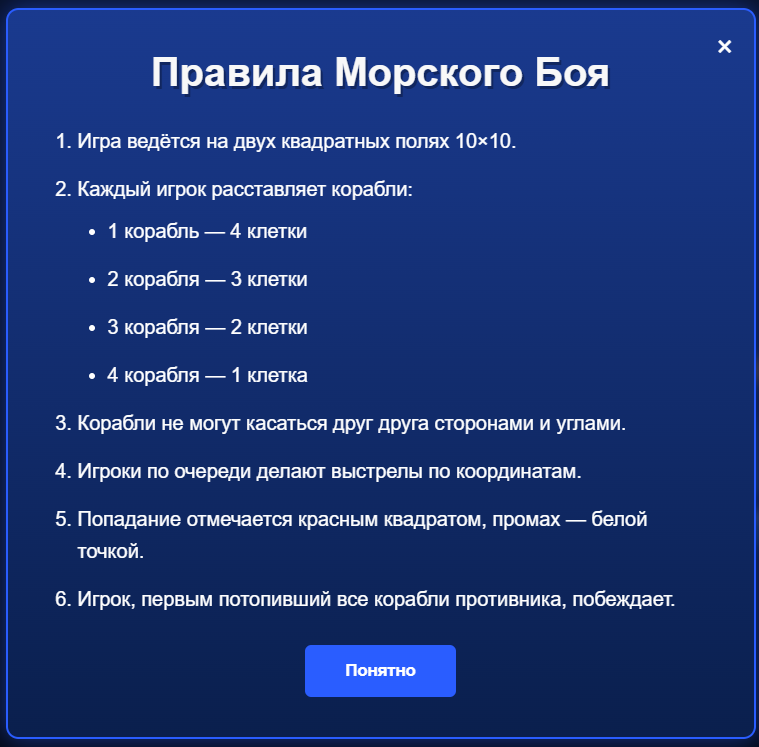 ×
Правила Морского Боя
1. Игра ведётся на двух квадратных полях 10×10.
2. Каждый игрок расставляет корабли:
• 1 корабль — 4 клетки
• 2 корабля — 3 клетки
• 3 корабля — 2 клетки
• 4 корабля — 1 клетка
3. Корабли не могут касаться друг друга сторонами и углами.
4. Игроки по очереди делают выстрелы по координатам.
5. Попадание отмечается красным квадратом, промах — белой
точкой.
6. Игрок, первым потопивший все корабли противника, побеждает.
Понятно